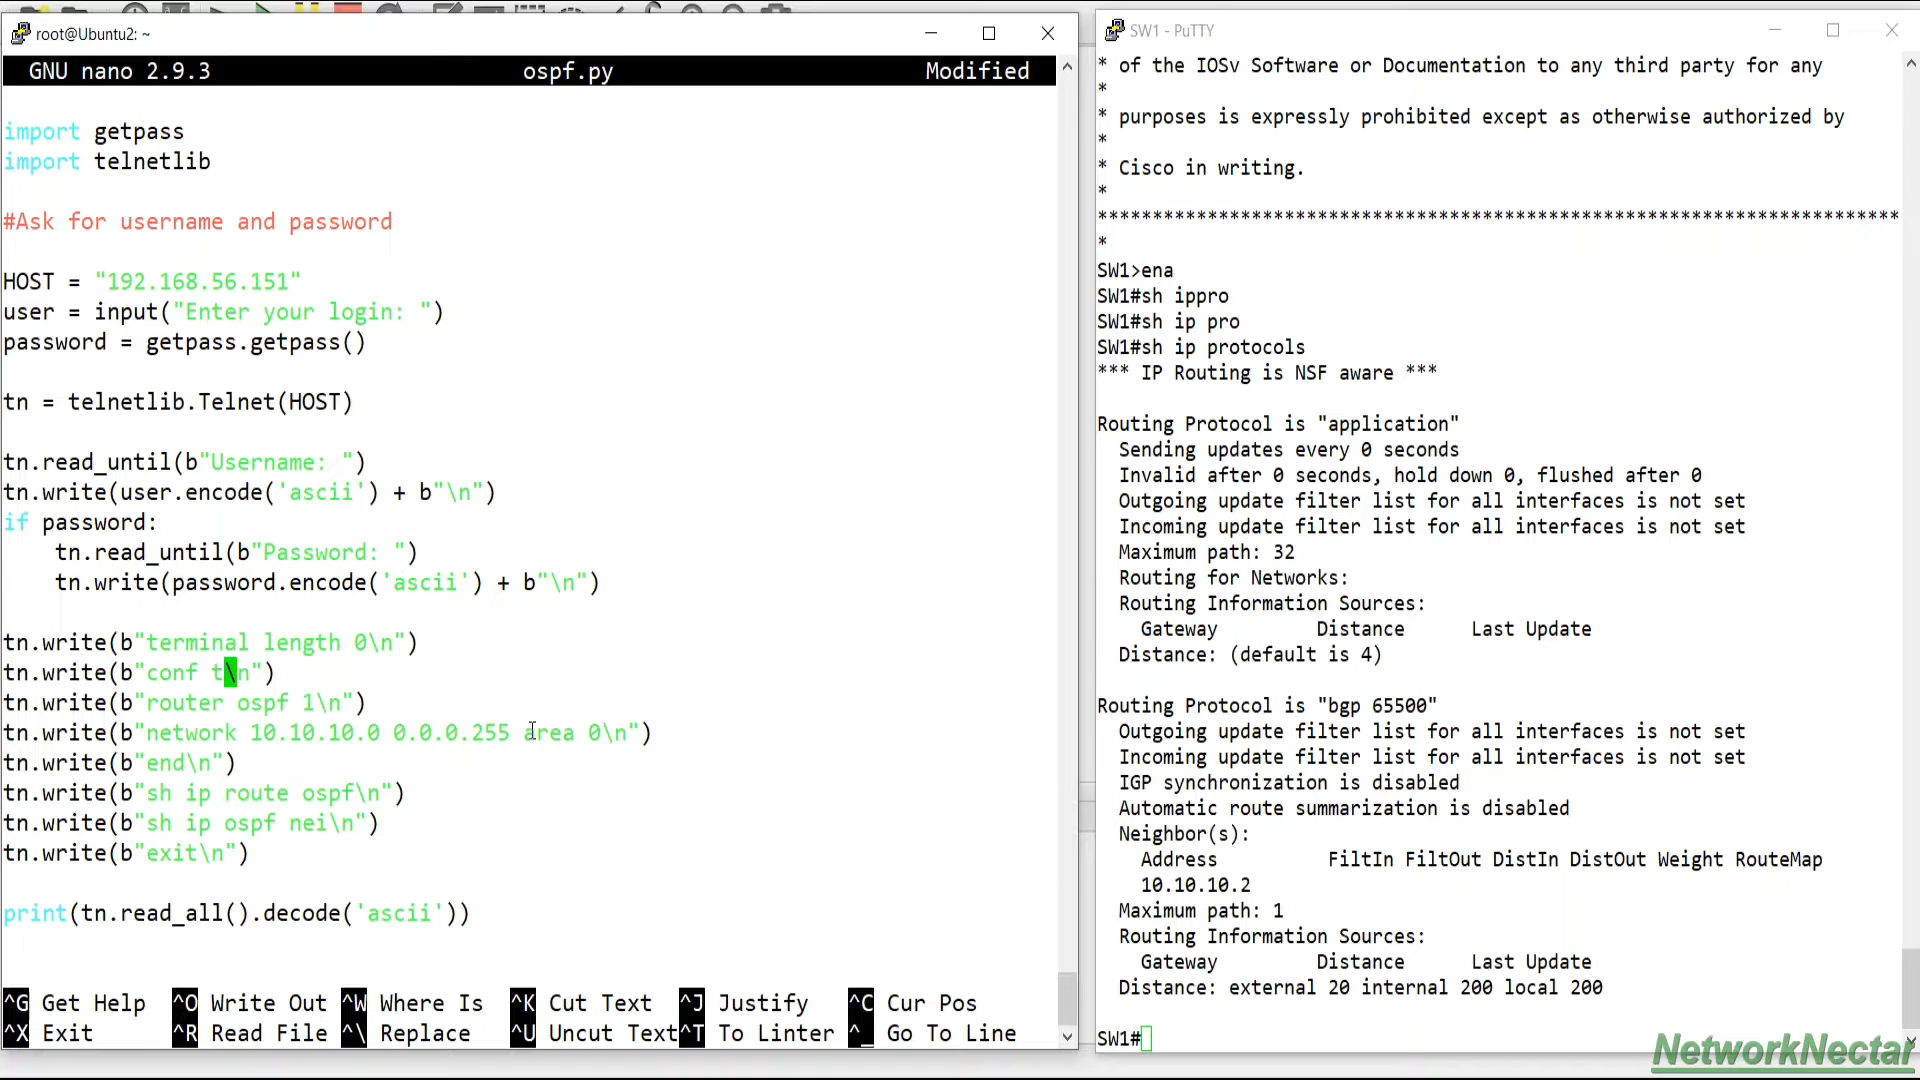 root@Ubuntu2: ~
GNU nano 2.9.3 ospf.py Modified
import getpass
import telnetlib
#Ask for username and password
HOST = "192.168.56.151"
user = input("Enter your login: ")
password = getpass.getpass()
tn = telnetlib.Telnet(HOST)
tn.read_until(b"Username: ")
tn.write(user.encode('ascii') + b"\n")
if password:
    tn.read_until(b"Password: ")
    tn.write(password.encode('ascii') + b"\n")
tn.write(b"terminal length 0\n")
tn.write(b"conf t\n")
tn.write(b"router ospf 1\n")
tn.write(b"network 10.10.10.0 0.0.0.255 area 0\n")
tn.write(b"end\n")
tn.write(b"sh ip route ospf\n")
tn.write(b"sh ip ospf nei\n")
tn.write(b"exit\n")
print(tn.read_all().decode('ascii'))
^G Get Help ^O Write Out ^W Where Is ^K Cut Text ^J Justify ^C Cur Pos
^X Exit ^R Read File ^\ Replace ^U Uncut Text ^T To Linter ^_ Go To Line
SW1 - PuTTY
* of the IOSv Software or Documentation to any third party for any
*
* purposes is expressly prohibited except as otherwise authorized by
*
* Cisco in writing.
*
**************************************************************************
*
SW1>ena
SW1#sh ippro
SW1#sh ip pro
SW1#sh ip protocols
*** IP Routing is NSF aware ***
Routing Protocol is "application"
  Sending updates every 0 seconds
  Invalid after 0 seconds, hold down 0, flushed after 0
  Outgoing update filter list for all interfaces is not set
  Incoming update filter list for all interfaces is not set
  Maximum path: 32
  Routing for Networks:
  Routing Information Sources:
    Gateway         Distance      Last Update
  Distance: (default is 4)
Routing Protocol is "bgp 65500"
  Outgoing update filter list for all interfaces is not set
  Incoming update filter list for all interfaces is not set
  IGP synchronization is disabled
  Automatic route summarization is disabled
  Neighbor(s):
    Address          FiltIn FiltOut DistIn DistOut Weight RouteMap
    10.10.10.2
  Maximum path: 1
  Routing Information Sources:
    Gateway         Distance      Last Update
  Distance: external 20 internal 200 local 200
SW1#
NetworkNectar